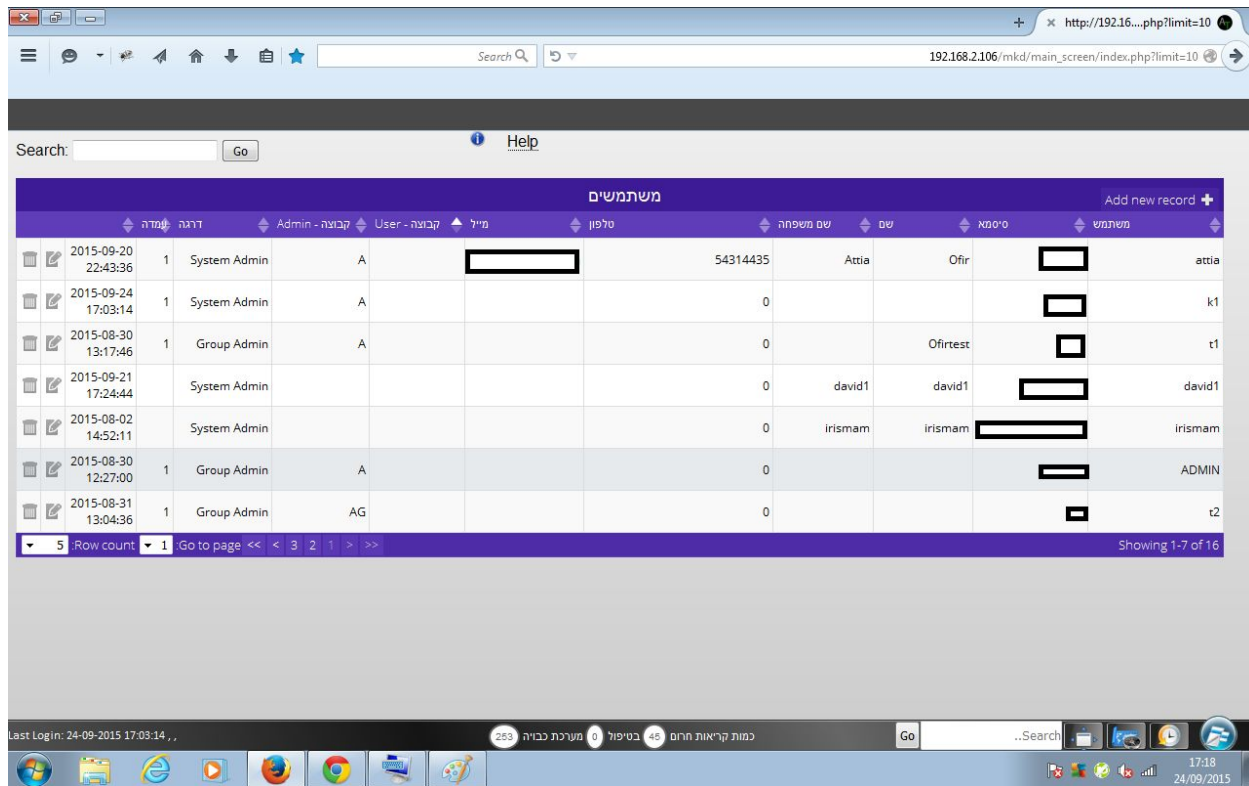 http://192.16....php?limit=10
Search
192.168.2.106/mkd/main_screen/index.php?limit=10
Search: Go Help
משתמשים
Add new record
משתמש סיסמא שם שם משפחה טלפון מייל קבוצה - User קבוצה - Admin דרגה עמדה
attia Ofir Attia 54314435 A System Admin 1 2015-09-20 22:43:36
k1 0 A System Admin 1 2015-09-24 17:03:14
t1 Ofirtest 0 A Group Admin 1 2015-08-30 13:17:46
david1 david1 david1 0 System Admin 2015-09-21 17:24:44
irismam irismam irismam 0 System Admin 2015-08-02 14:52:11
ADMIN 0 A Group Admin 1 2015-08-30 12:27:00
t2 0 AG Group Admin 1 2015-08-31 13:04:36
Showing 1-7 of 16
<< < 3 2 1 > >> Go to page: 1 Row count: 5
Last Login: 24-09-2015 17:03:14 , ,
כמות קריאות חרום 45 בטיפול 0 מערכת כבויה 253
Go Search..
17:18
24/09/2015